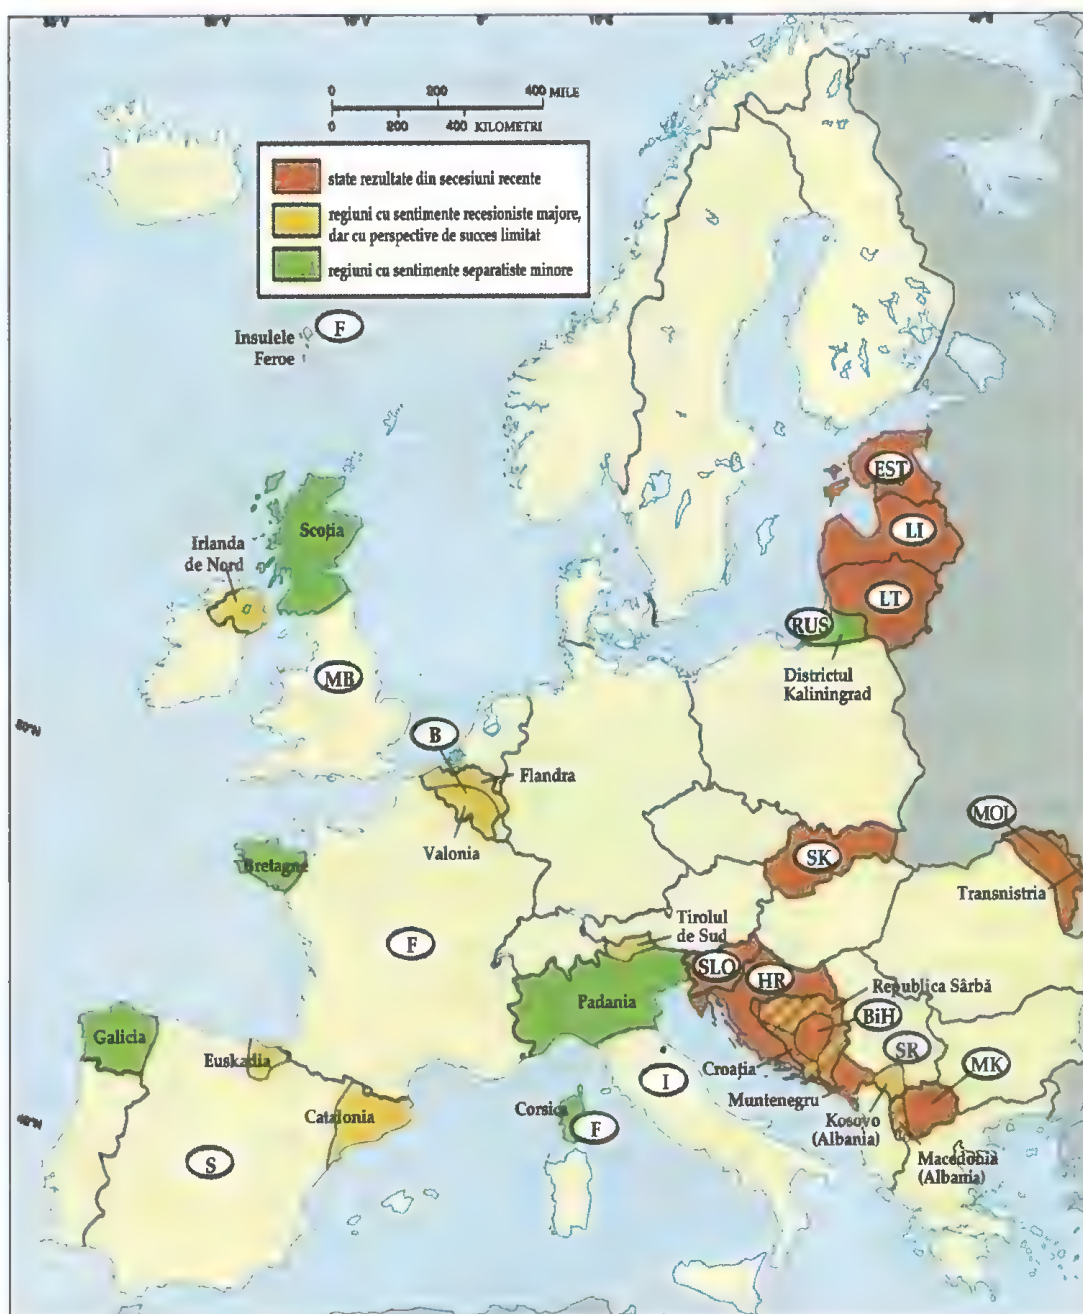 0 200 400 MILE
0 200 400 KILOMETRI
state rezultate din secesiuni recente
regiuni cu sentimente recesioniste majore,
dar cu perspective de succes limitat
regiuni cu sentimente separatiste minore
F
Insulele
Feroe
EST
Scoția
LI
Irlanda
de Nord
LT
RUS
MB
Districtul
Kaliningrad
B
Flandra
MOL
Valonia
SK
Bretagne
Transnistria
Tirolul
de Sud
F
SLO
HR
Republica Sârbă
Padania
BiH
Galicia
SR
Euskadia
MK
Croația
I
Muntenegru
Catalonia
Corsica
Kosovo
(Albania)
F
Macedonia
(Albania)
S